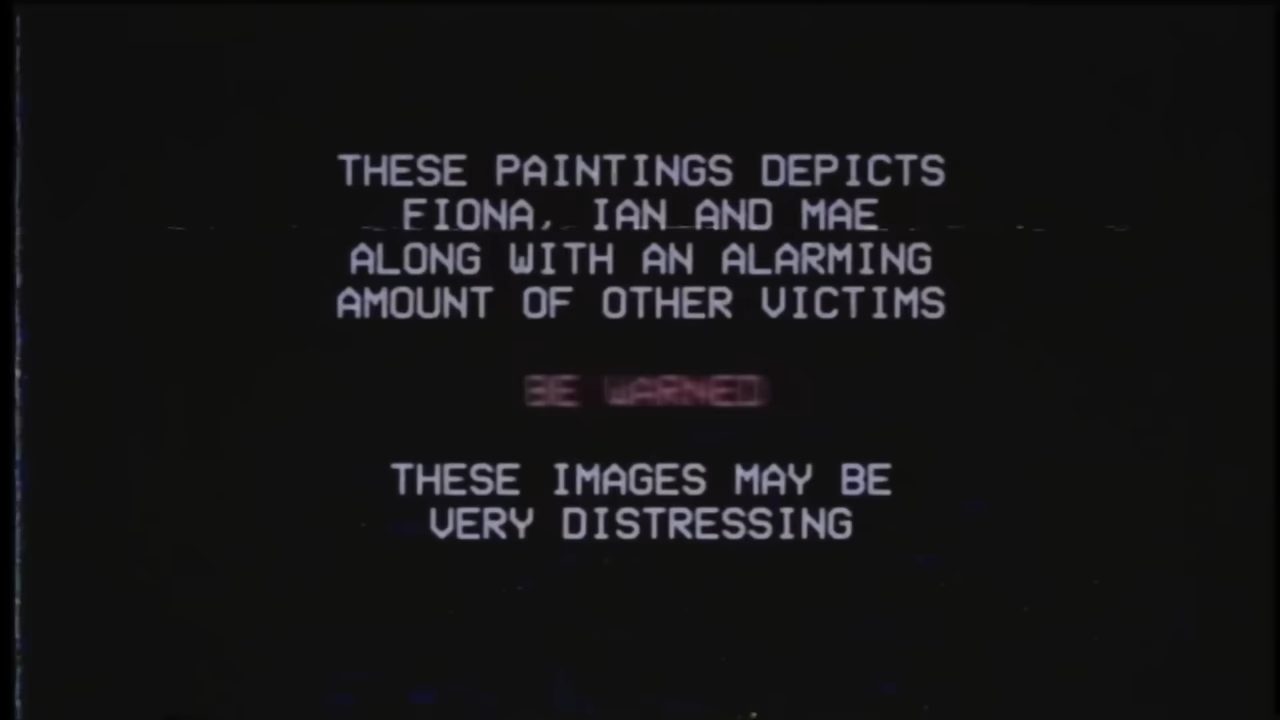 THESE PAINTINGS DEPICTS
FIONA, IAN AND MAE
ALONG WITH AN ALARMING
AMOUNT OF OTHER VICTIMS
BE WARNED
THESE IMAGES MAY BE
VERY DISTRESSING